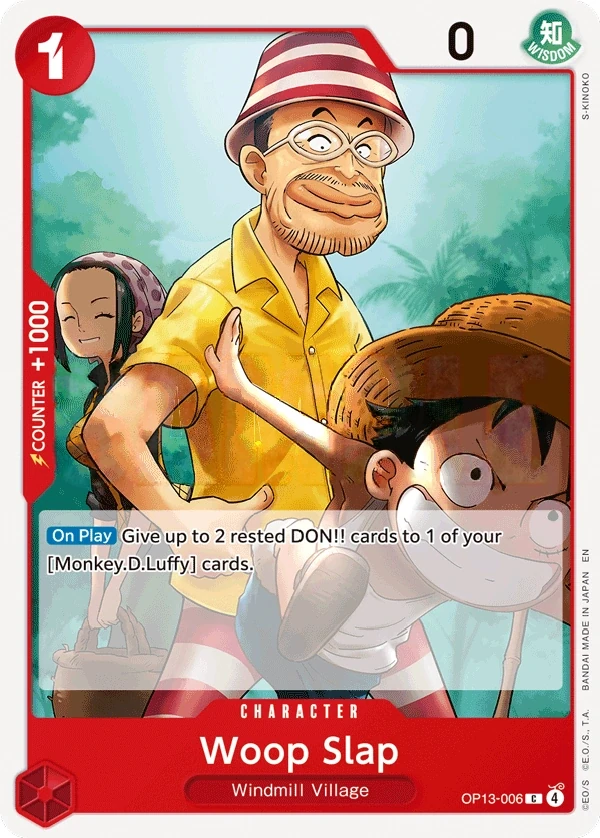 1
0
知
WISDOM
S-KINOKO
COUNTER +1000
On Play Give up to 2 rested DON!! cards to 1 of your
[Monkey.D.Luffy] cards.
CHARACTER
Woop Slap
Windmill Village
OP13-006 C 4
©E.O/S ©E.O./S., T.A. BANDAI MADE IN JAPAN EN